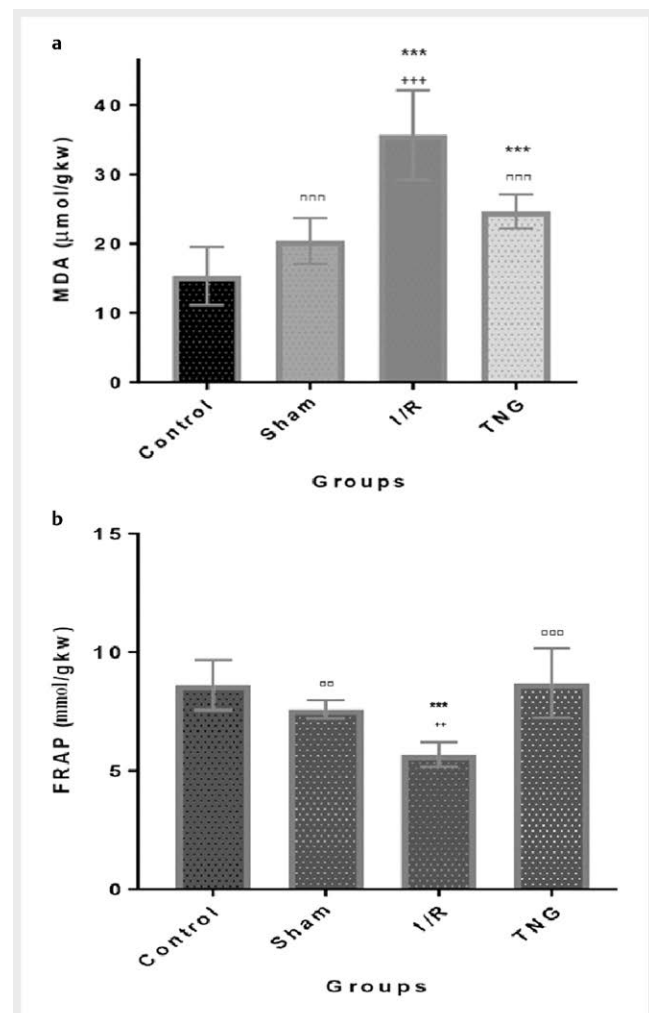 a
***
+++
***
▫▫▫
▫▫▫
40
30
20
10
0
MDA (μmol/gkw)
Control
Sham
I/R
TNG
Groups
b
15
10
5
0
FRAP (mmol/gkw)
▫▫
***
++
▫▫▫
Control
Sham
I/R
TNG
Groups